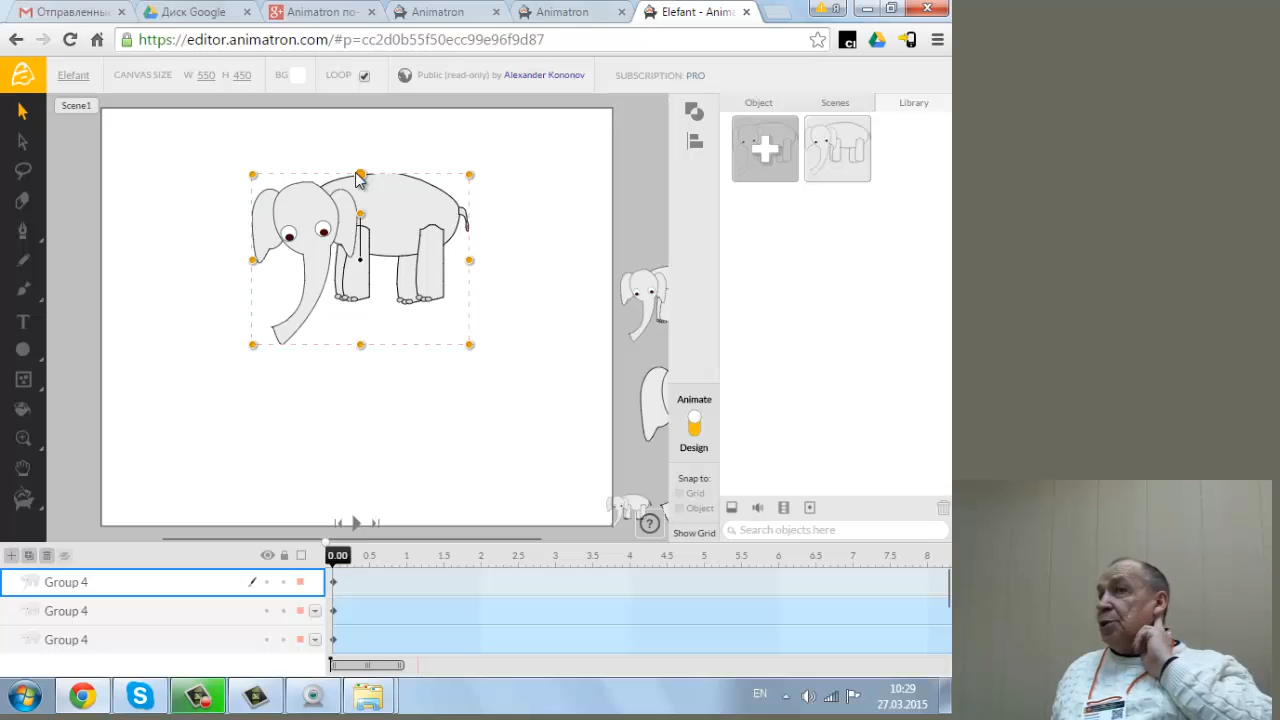 Отправленны
Диск Google
Animatron по-
Animatron
Animatron
Elefant - Anima
https://editor.animatron.com/#p=cc2d0b55f50ecc99e96f9d87
Elefant
CANVAS SIZE W 550 H 450
BG
LOOP
Public (read-only) by Alexander Kononov
SUBSCRIPTION: PRO
Scene1
Object
Scenes
Library
Animate
Design
Snap to:
Grid
Object
Show Grid
Search objects here
?
0.00 0.5 1 1.5 2 2.5 3 3.5 4 4.5 5 5.5 6 6.5 7 7.5 8
Group 4
Group 4
Group 4
EN
10:29
27.03.2015